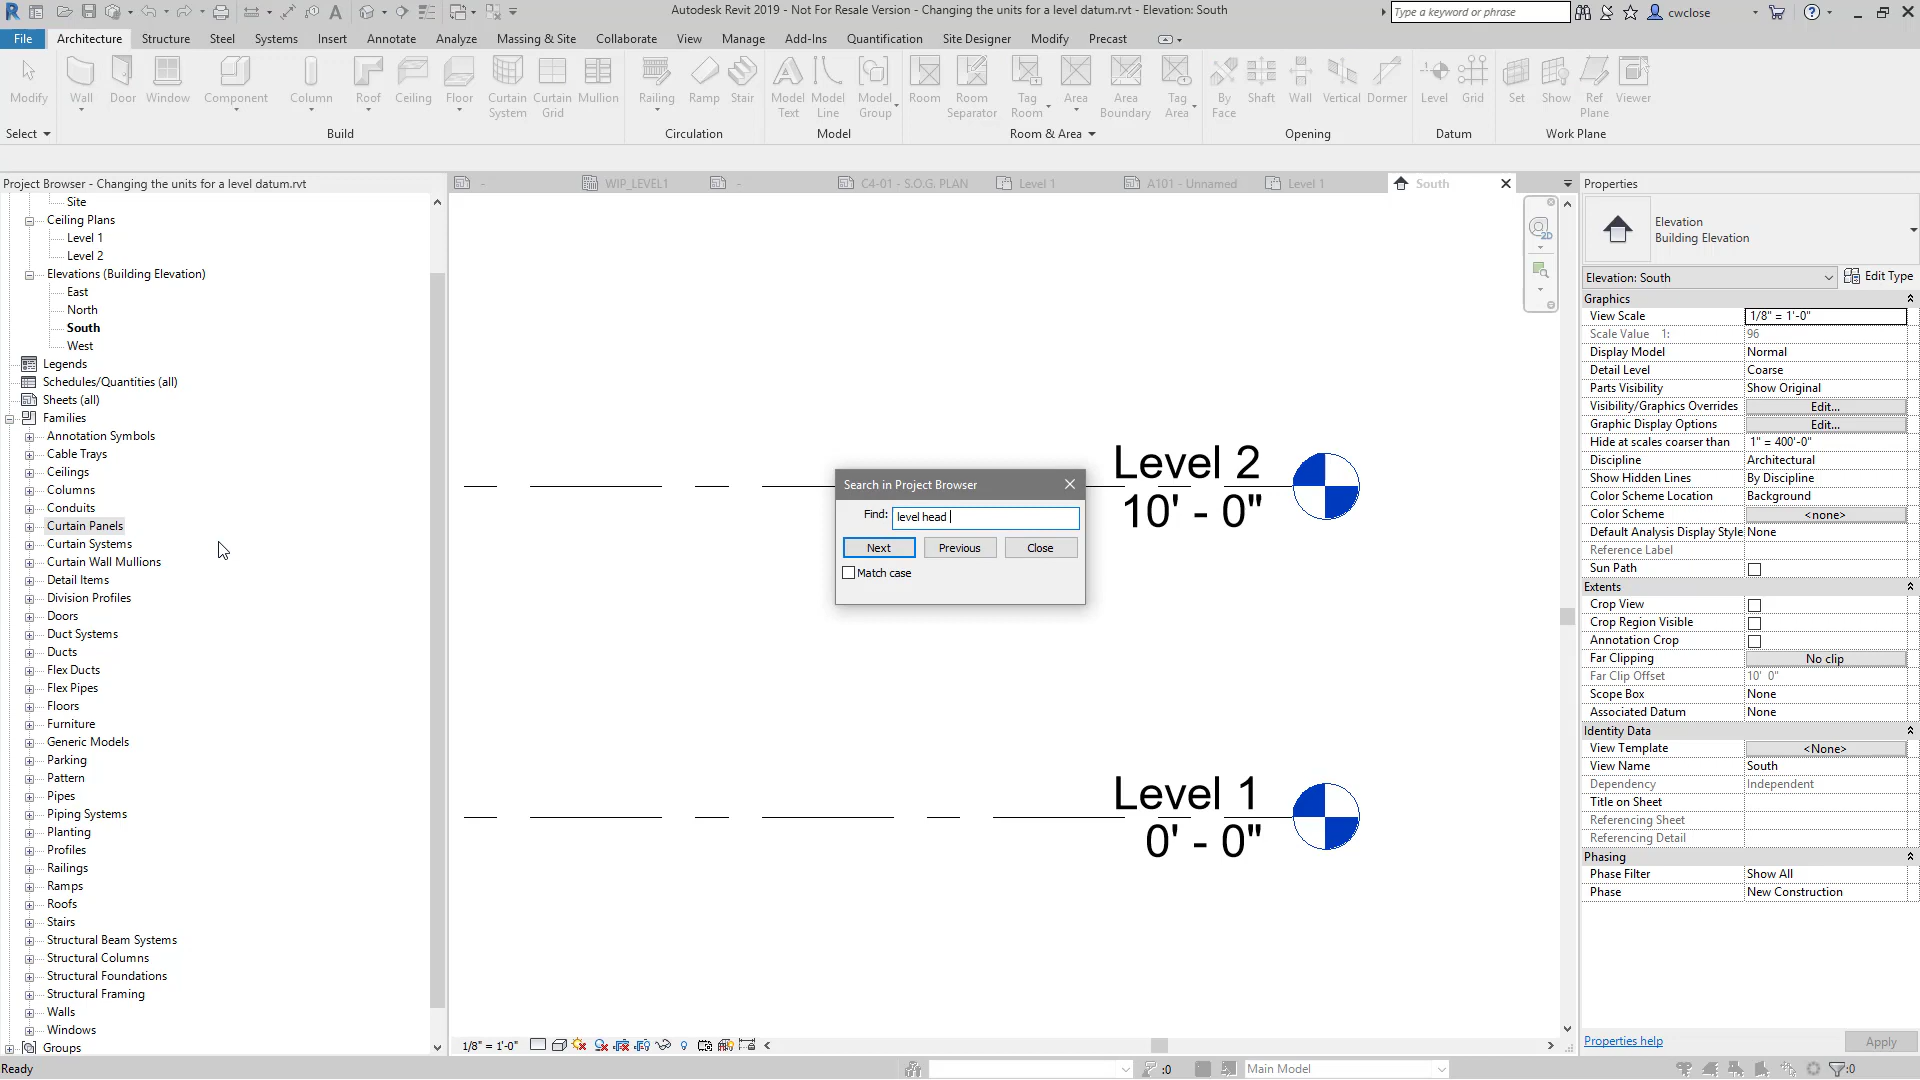 Autodesk Revit 2019 - Not For Resale Version - Changing the units for a level datum.rvt - Elevation: South
Type a keyword or phrase
cwclose
File Architecture Structure Steel Systems Insert Annotate Analyze Massing & Site Collaborate View Manage Add-Ins Quantification Site Designer Modify Precast
Modify Wall Door Window Component Column Roof Ceiling Floor Curtain System Curtain Grid Mullion Railing Ramp Stair Model Text Model Line Model Group Room Room Separator Tag Room Area Area Boundary Tag Area By Face Shaft Wall Vertical Dormer Level Grid Set Show Ref Plane Viewer
Select Build Circulation Model Room & Area Opening Datum Work Plane
Project Browser - Changing the units for a level datum.rvt
Site
Ceiling Plans
Level 1
Level 2
Elevations (Building Elevation)
East
North
South
West
Legends
Schedules/Quantities (all)
Sheets (all)
Families
Annotation Symbols
Cable Trays
Ceilings
Columns
Conduits
Curtain Panels
Curtain Systems
Curtain Wall Mullions
Detail Items
Division Profiles
Doors
Duct Systems
Ducts
Flex Ducts
Flex Pipes
Floors
Furniture
Generic Models
Parking
Pattern
Pipes
Piping Systems
Planting
Profiles
Railings
Ramps
Roofs
Stairs
Structural Beam Systems
Structural Columns
Structural Foundations
Structural Framing
Walls
Windows
Groups
Ready
- WIP_LEVEL1 - C4-01 - S.O.G. PLAN Level 1 A101 - Unnamed Level 1 South
2D
Level 2
10' - 0"
Search in Project Browser
Find: level head
Next Previous Close
Match case
Level 1
0' - 0"
1/8" = 1'-0"
:0
Main Model
Properties
Elevation
Building Elevation
Elevation: South Edit Type
Graphics
View Scale 1/8" = 1'-0"
Scale Value 1: 96
Display Model Normal
Detail Level Coarse
Parts Visibility Show Original
Visibility/Graphics Overrides Edit...
Graphic Display Options Edit...
Hide at scales coarser than 1" = 400'-0"
Discipline Architectural
Show Hidden Lines By Discipline
Color Scheme Location Background
Color Scheme <none>
Default Analysis Display Style None
Reference Label
Sun Path
Extents
Crop View
Crop Region Visible
Annotation Crop
Far Clipping No clip
Far Clip Offset 10' 0"
Scope Box None
Associated Datum None
Identity Data
View Template <None>
View Name South
Dependency Independent
Title on Sheet
Referencing Sheet
Referencing Detail
Phasing
Phase Filter Show All
Phase New Construction
Properties help Apply
:0